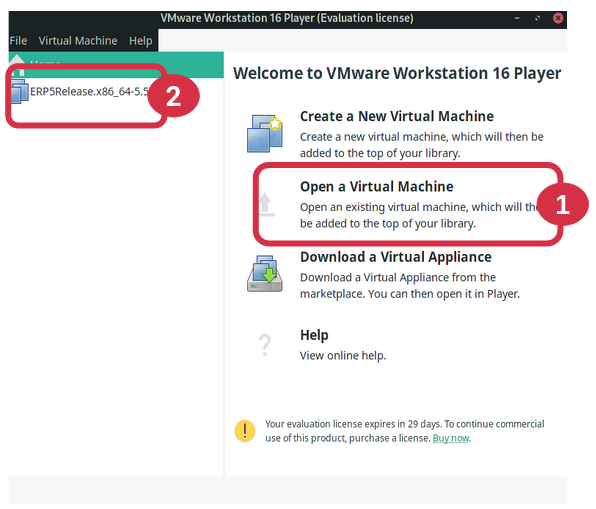 VMware Workstation 16 Player (Evaluation license)
File Virtual Machine Help
Home
ERP5Release.x86_64-5.5
2
Welcome to VMware Workstation 16 Player
Create a New Virtual Machine
Create a new virtual machine, which will then be
added to the top of your library.
Open a Virtual Machine
Open an existing virtual machine, which will
be added to the top of your library.
1
Download a Virtual Appliance
Download a Virtual Appliance from the
marketplace. You can then open it in Player.
?
Help
View online help.
!
Your evaluation license expires in 29 days. To continue commercial
use of this product, purchase a license. Buy now.